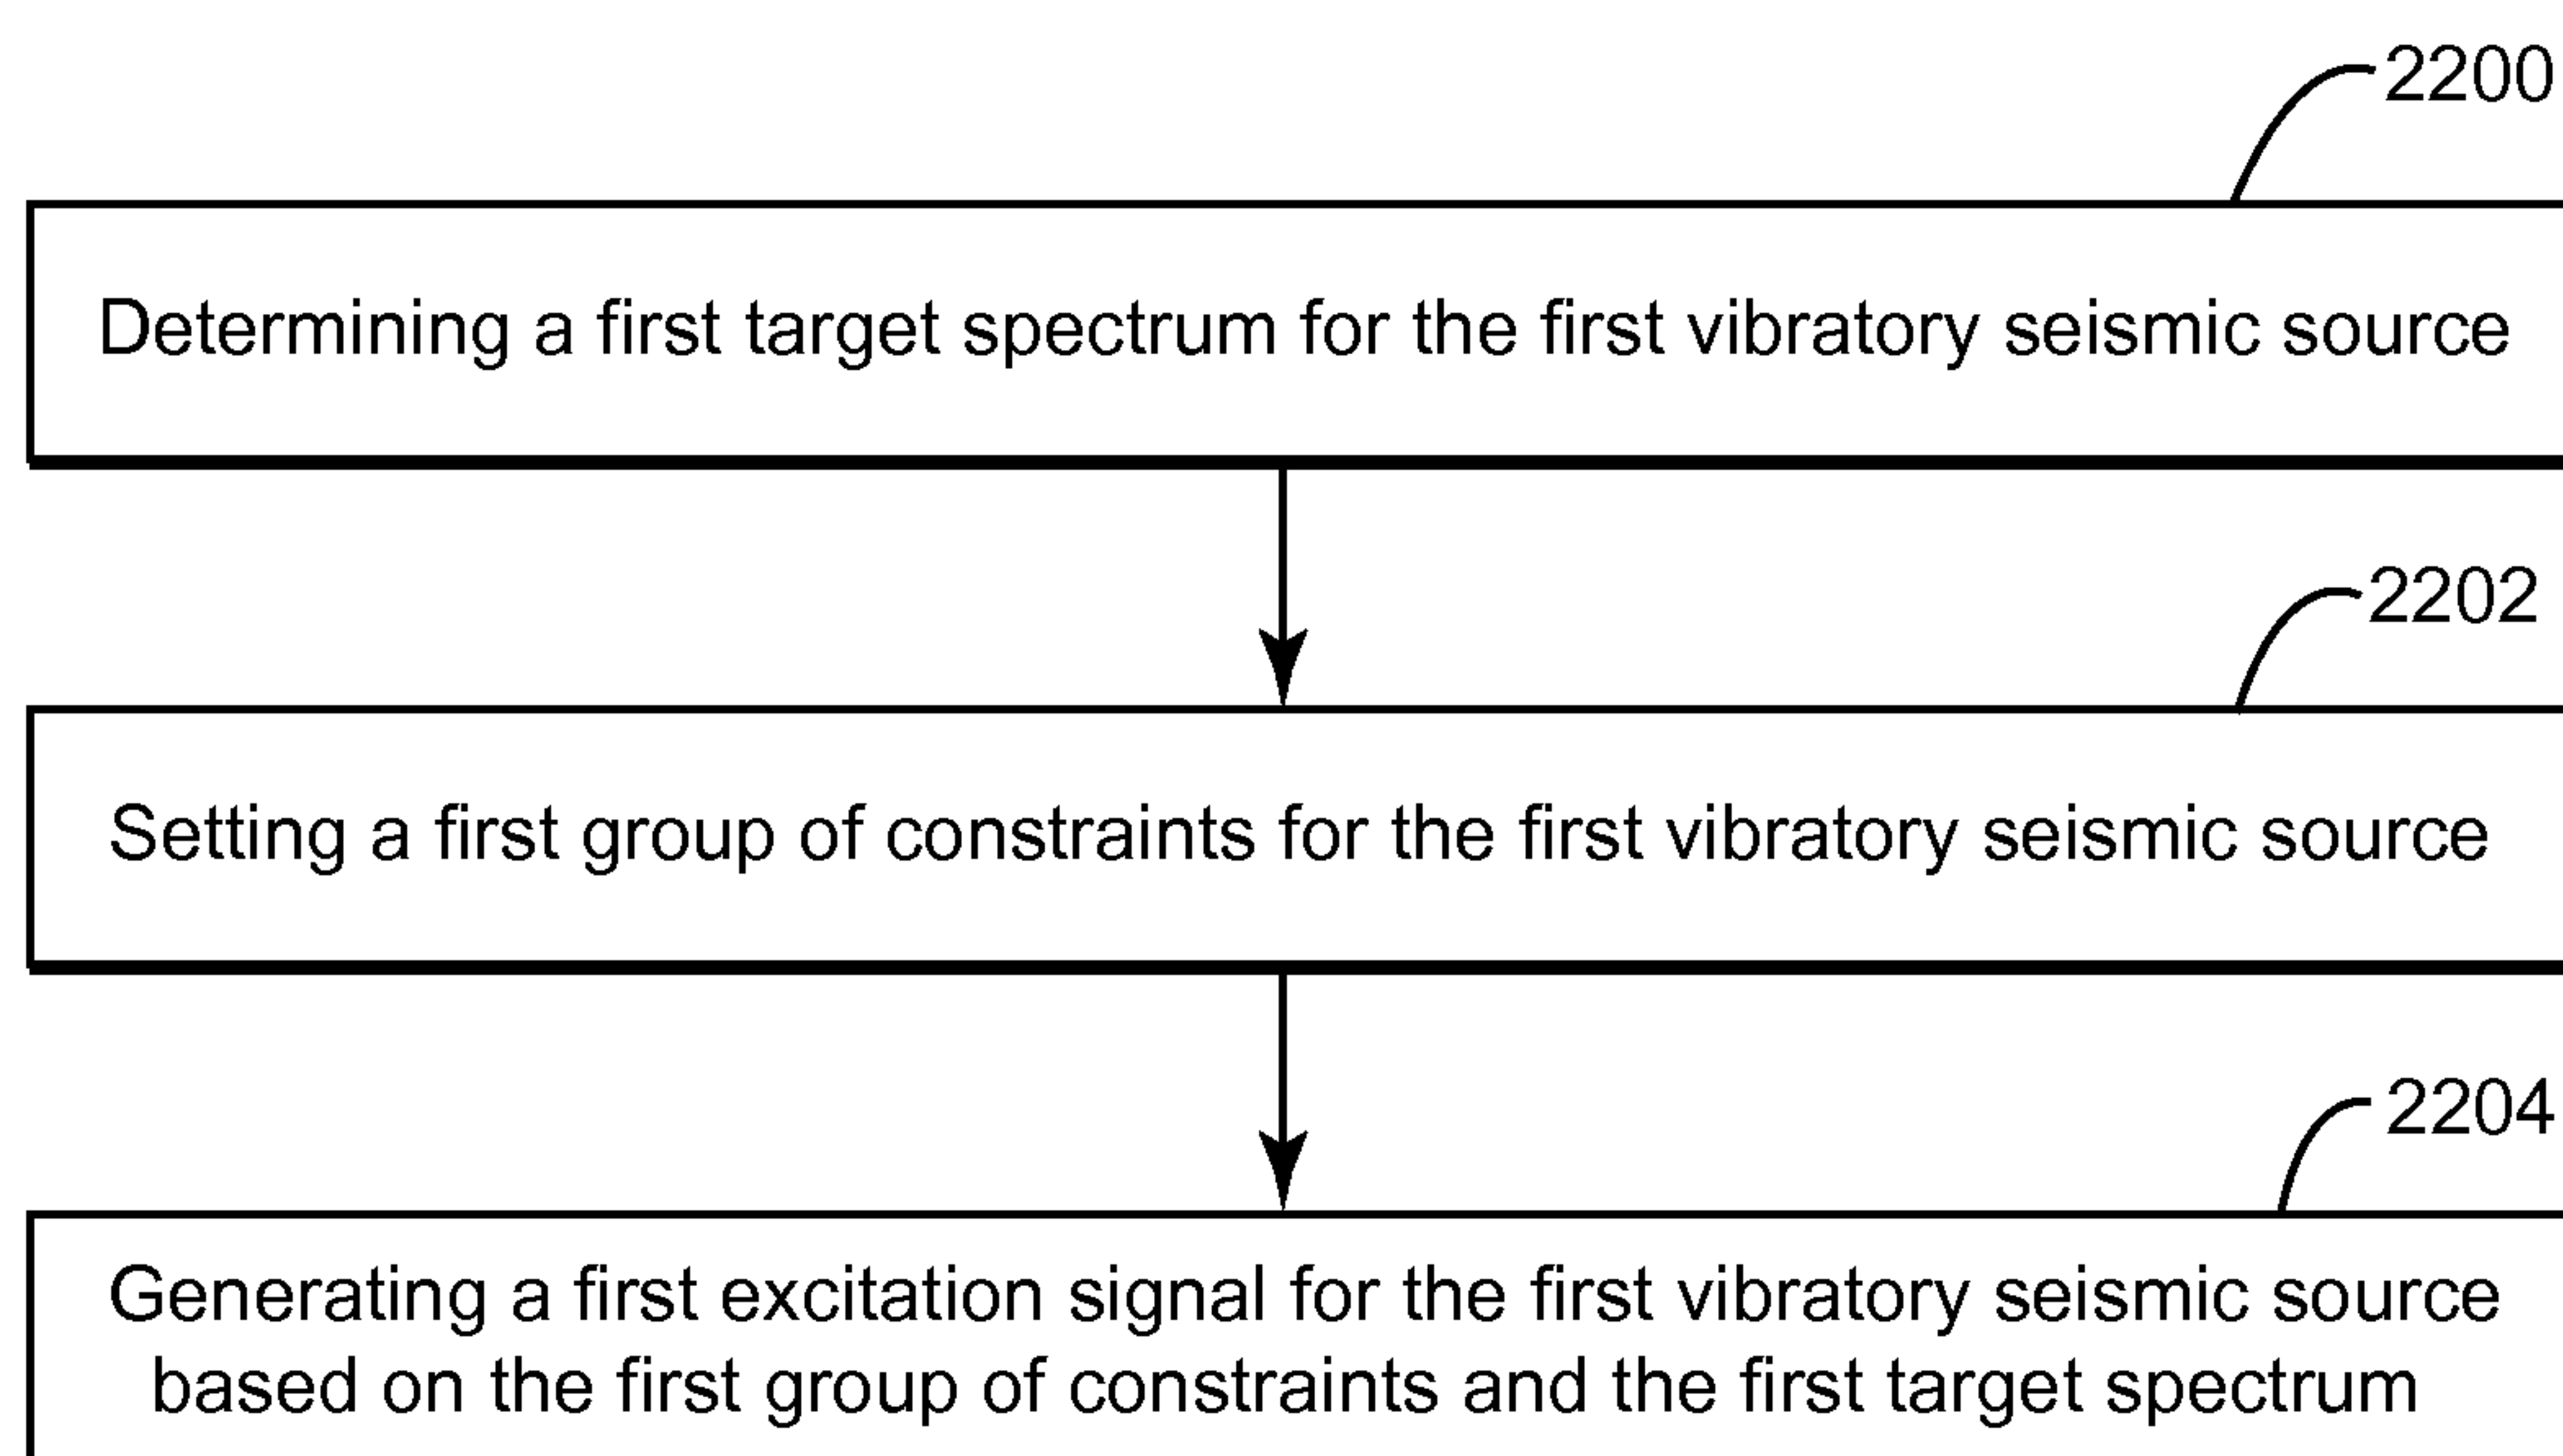 2200
Determining a first target spectrum for the first vibratory seismic source
2202
Setting a first group of constraints for the first vibratory seismic source
2204
Generating a first excitation signal for the first vibratory seismic source
based on the first group of constraints and the first target spectrum